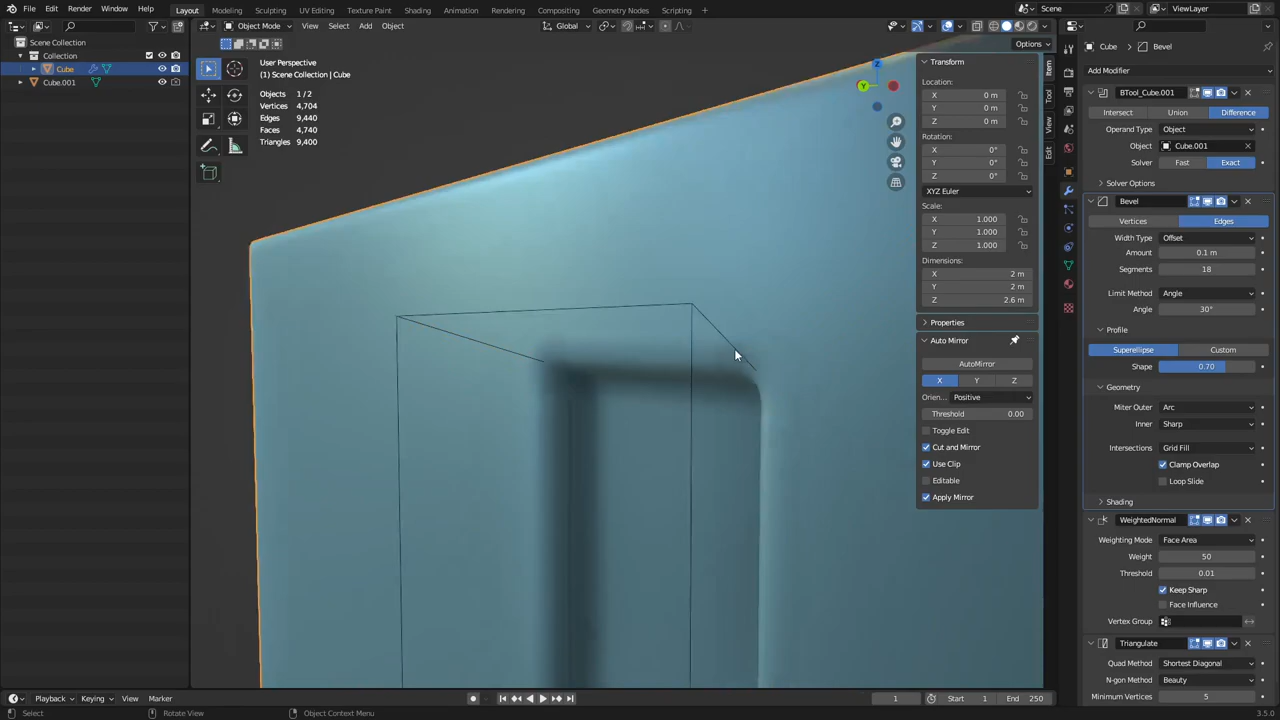 File Edit Render Window Help Layout Modeling Sculpting UV Editing Texture Paint Shading Animation Rendering Compositing Geometry Nodes Scripting + Scene ViewLayer
Object Mode View Select Add Object Global
Options
Scene Collection
Collection
Cube
Cube.001
User Perspective
(1) Scene Collection | Cube
Objects 1/2
Vertices 4,704
Edges 9,440
Faces 4,740
Triangles 9,400
Z
Y
Transform
Location:
X 0 m
Y 0 m
Z 0 m
Rotation:
X 0°
Y 0°
Z 0°
XYZ Euler
Scale:
X 1.000
Y 1.000
Z 1.000
Dimensions:
X 2 m
Y 2 m
Z 2.6 m
Properties
Auto Mirror
AutoMirror
X Y Z
Orien... Positive
Threshold 0.00
Toggle Edit
Cut and Mirror
Use Clip
Editable
Apply Mirror
Item
Tool
View
Edit
Cube Bevel
Add Modifier
BTool_Cube.001
Intersect Union Difference
Operand Type Object
Object Cube.001
Solver Fast Exact
Solver Options
Bevel
Vertices Edges
Width Type Offset
Amount 0.1 m
Segments 18
Limit Method Angle
Angle 30°
Profile
Superellipse Custom
Shape 0.70
Geometry
Miter Outer Arc
Inner Sharp
Intersections Grid Fill
Clamp Overlap
Loop Slide
Shading
WeightedNormal
Weighting Mode Face Area
Weight 50
Threshold 0.01
Keep Sharp
Face Influence
Vertex Group
Triangulate
Quad Method Shortest Diagonal
N-gon Method Beauty
Minimum Vertices 5
Playback Keying View Marker 1 Start 1 End 250
Select Rotate View Object Context Menu 3.5.0